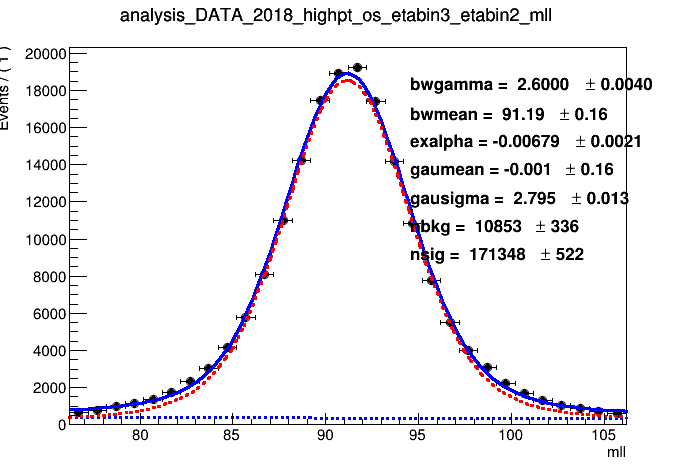 analysis_DATA_2018_highpt_os_etabin3_etabin2_mll
Events / ( 1 )
20000
18000
16000
14000
12000
10000
8000
6000
4000
2000
0
bwgamma = 2.6000 ± 0.0040
bwmean = 91.19 ± 0.16
exalpha = -0.00679 ± 0.0021
gaumean = -0.001 ± 0.16
gausigma = 2.795 ± 0.013
nbkg = 10853 ± 336
nsig = 171348 ± 522
80 85 90 95 100 105
mll